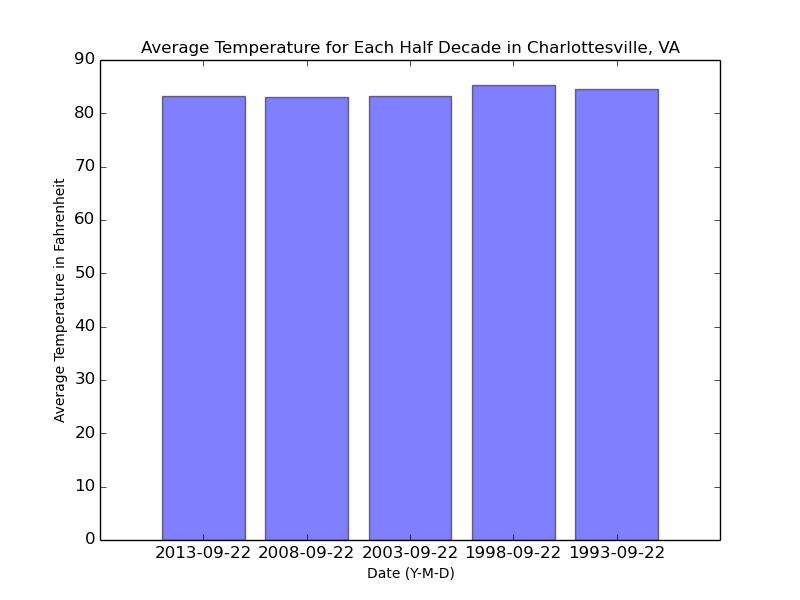 Average Temperature for Each Half Decade in Charlottesville, VA
90
80
70
60
50
40
30
20
10
0
Average Temperature in Fahrenheit
2013-09-22 2008-09-22 2003-09-22 1998-09-22 1993-09-22
Date (Y-M-D)